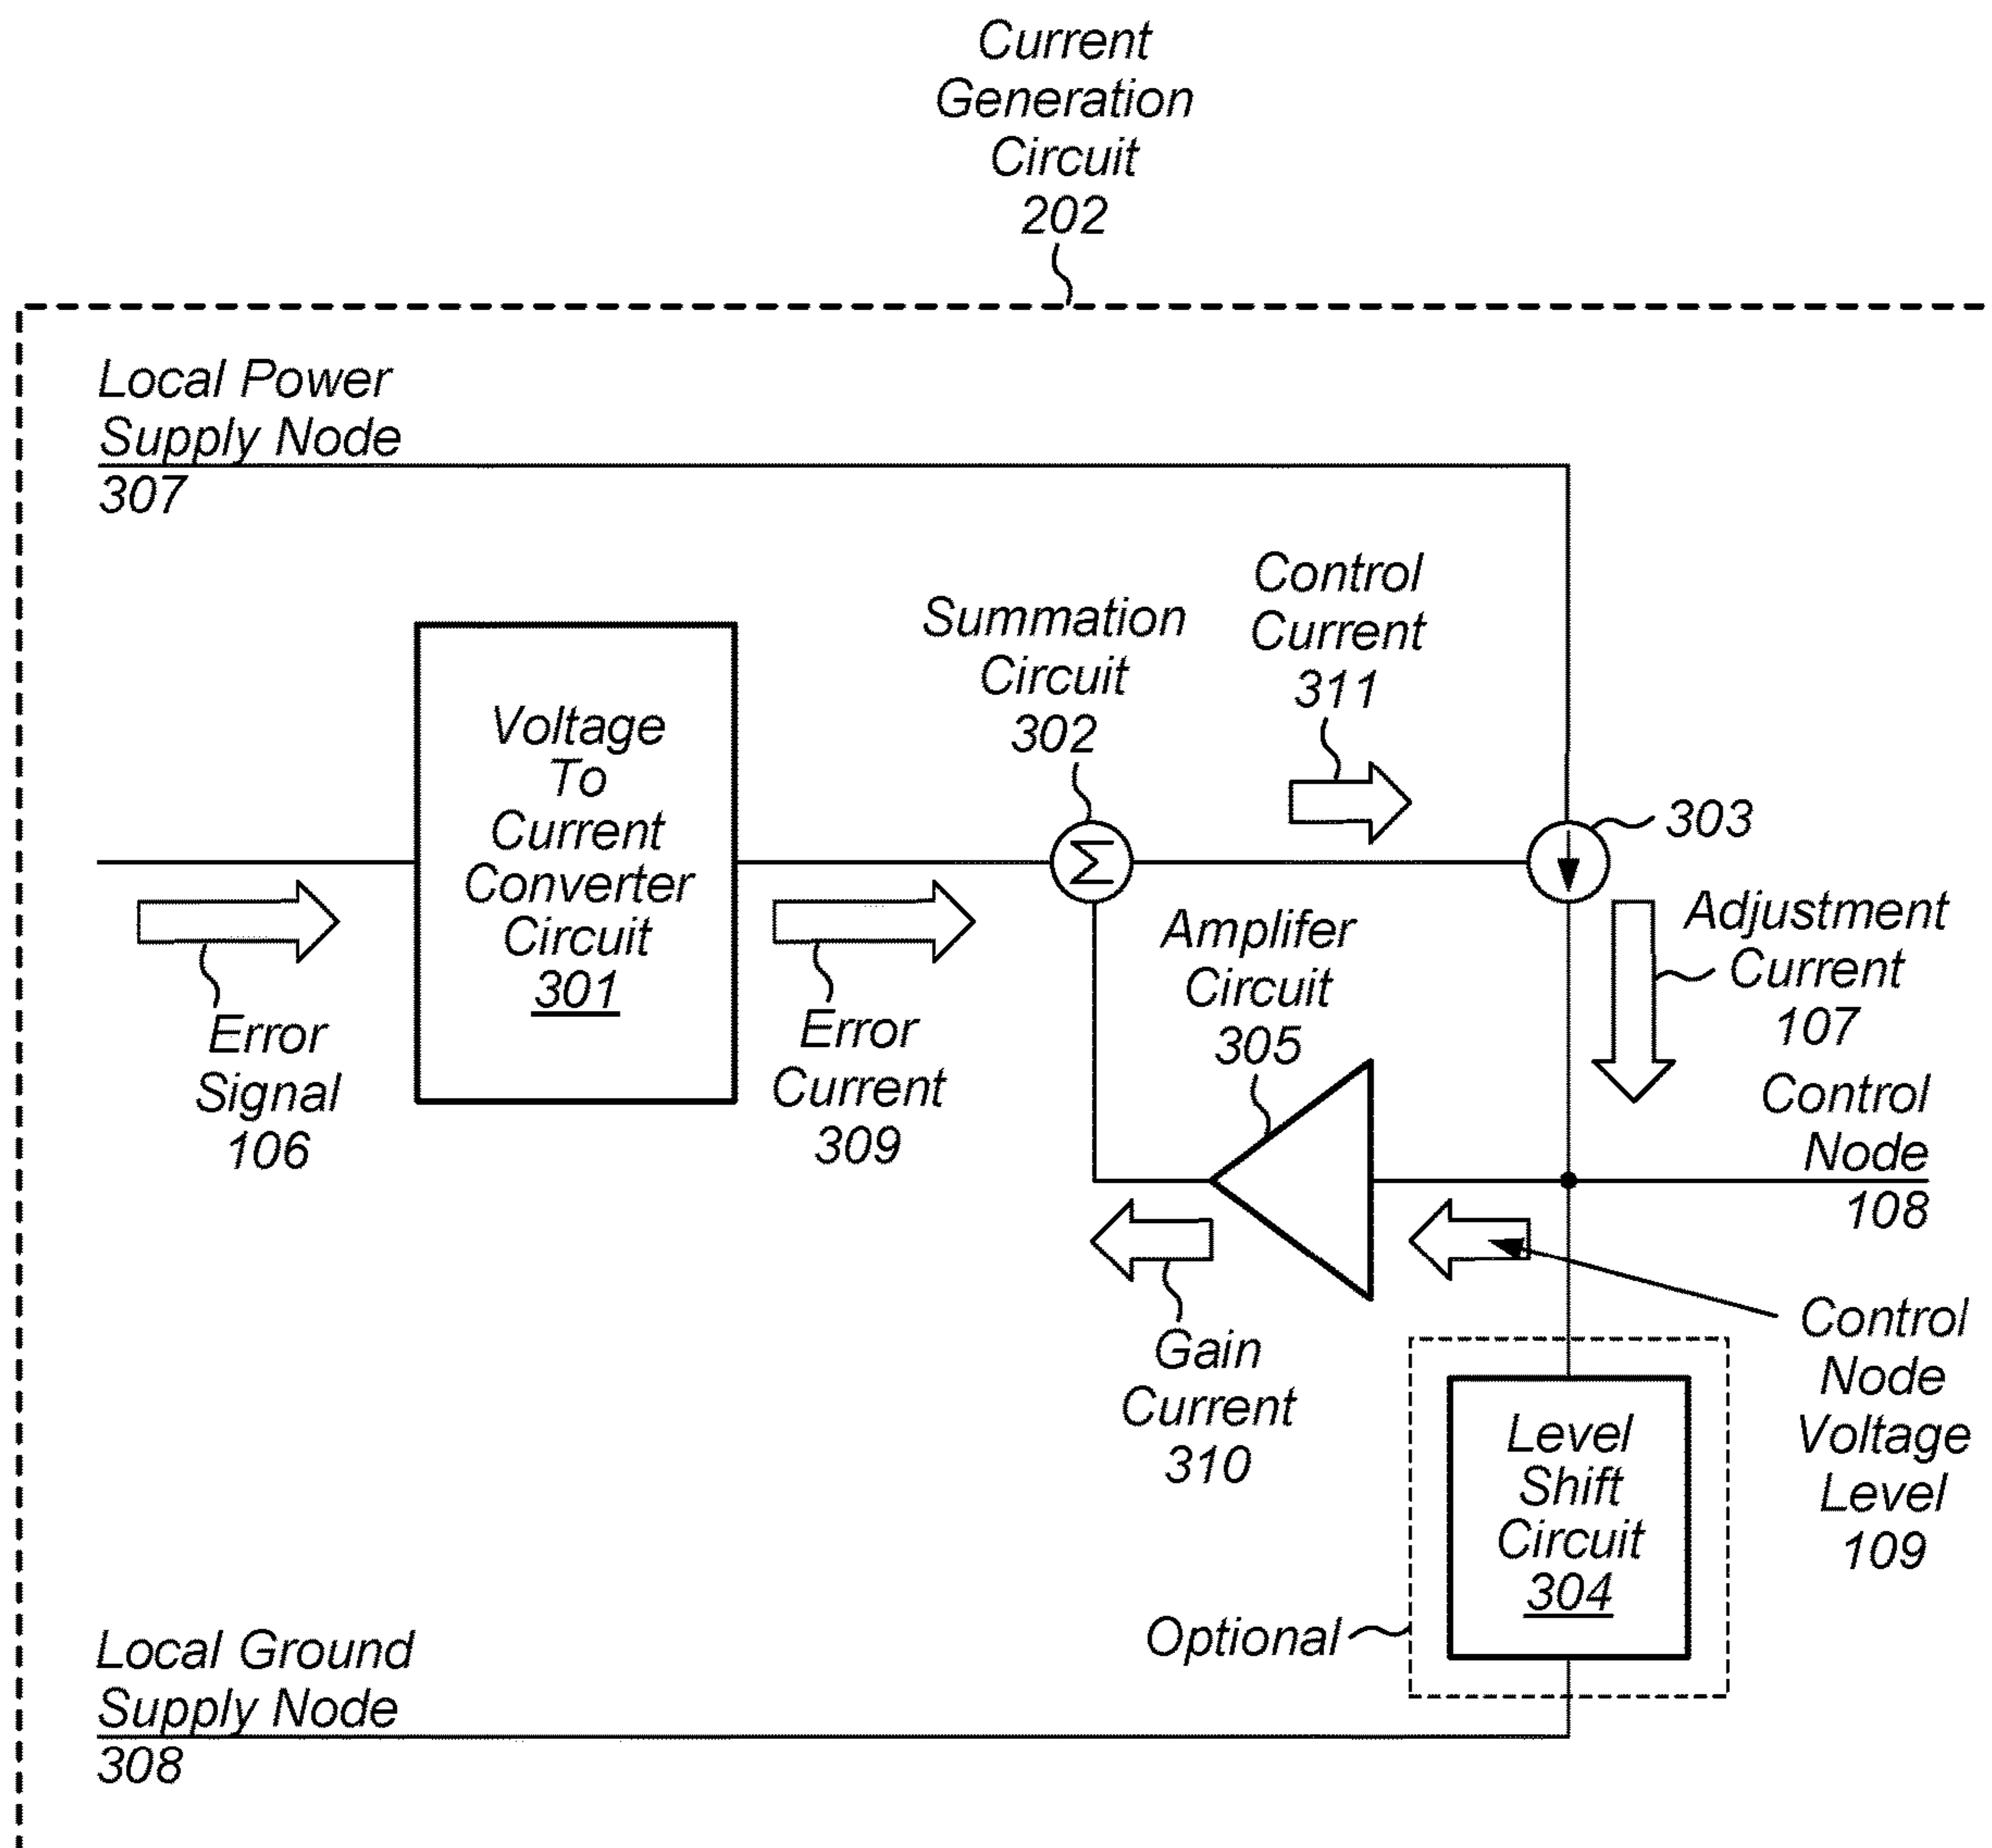 Current
Generation
Circuit
202
Local Power
Supply Node
307
Control
Current
311
Summation
Circuit
302
Voltage
To
Current
Converter
Circuit
301
Σ
303
Error
Signal
106
Error
Current
309
Amplifer
Circuit
305
Adjustment
Current
107
Control
Node
108
Gain
Current
310
Control
Node
Voltage
Level
109
Level
Shift
Circuit
304
Optional
Local Ground
Supply Node
308